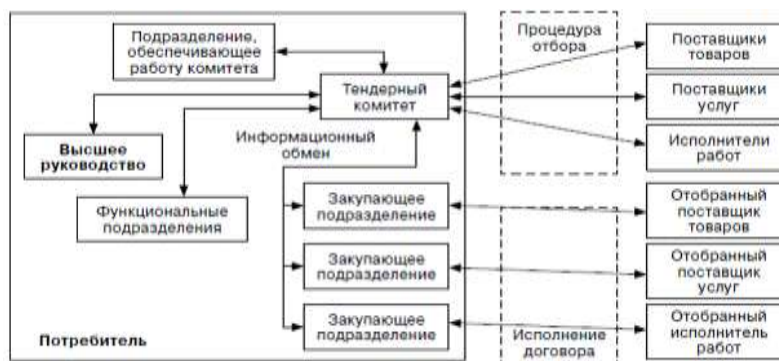 Подразделение,
обеспечивающее
работу комитета
Тендерный
комитет
Высшее
руководство
Информационный
обмен
Функциональные
подразделения
Закупающее
подразделение
Закупающее
подразделение
Закупающее
подразделение
Потребитель
Процедура
отбора
Исполнение
договора
Поставщики
товаров
Поставщики
услуг
Исполнители
работ
Отобранный
поставщик
товаров
Отобранный
поставщик
услуг
Отобранный
исполнитель
работ